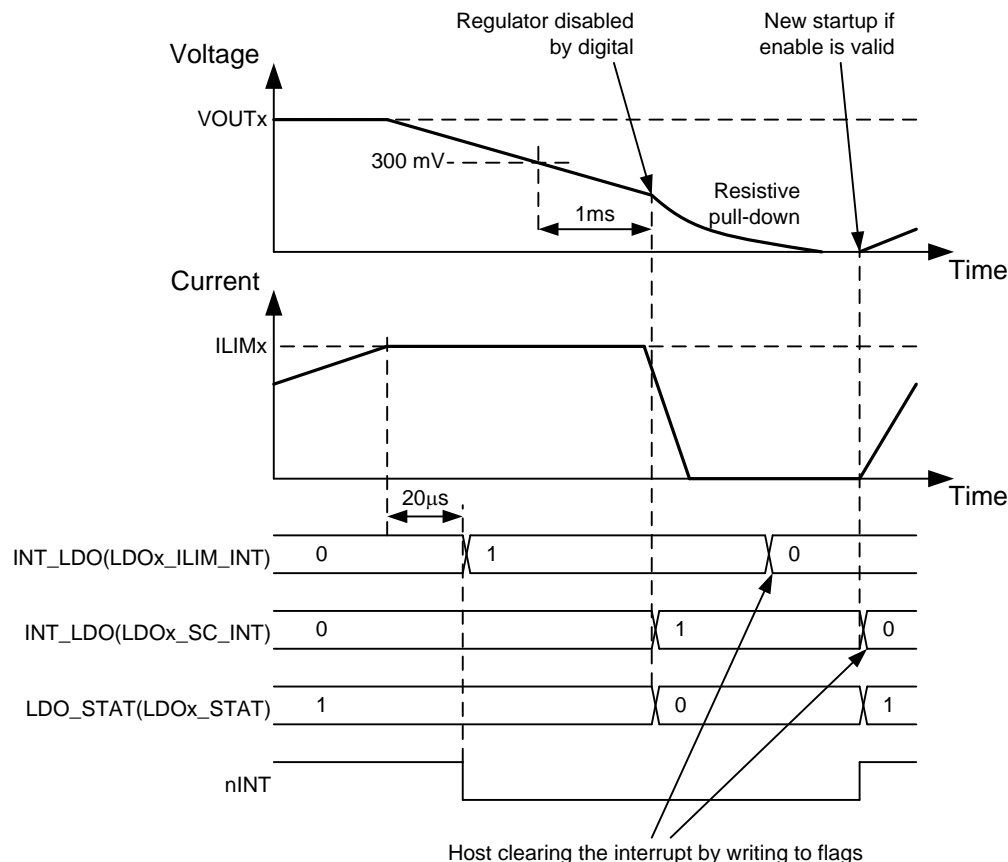 Regulator disabled
by digital
New startup if
enable is valid
Voltage
VOUTx
300 mV
1ms
Resistive
pull-down
Time
Current
ILIMx
Time
20μs
INT_LDO(LDOx_ILIM_INT)
0
1
0
INT_LDO(LDOx_SC_INT)
0
1
0
LDO_STAT(LDOx_STAT)
1
0
1
nINT
Host clearing the interrupt by writing to flags